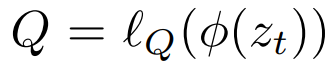 Q = ℓ_Q(ϕ(z_t))